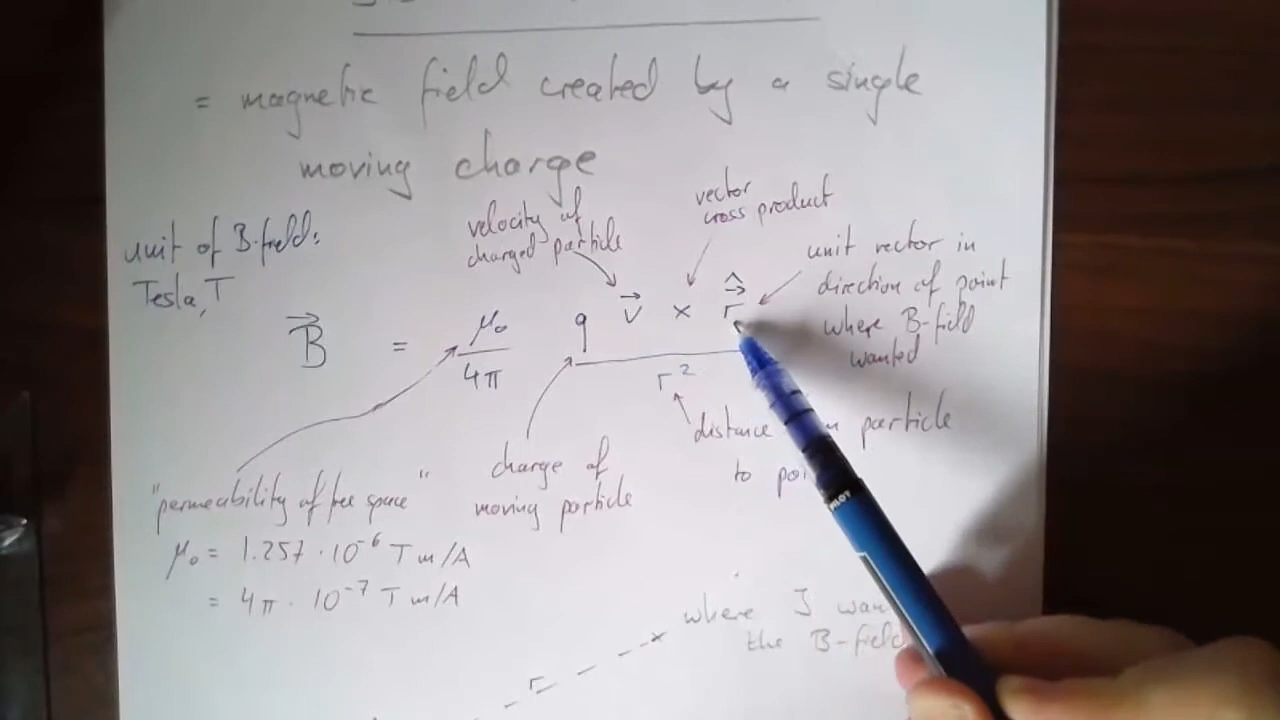 = magnetic field created by a single
moving charge
unit of B-field:
Tesla, T
velocity of
charged particle
vector
cross product
unit vector in
direction of point
where B-field
wanted
B⃗ = μ₀/4π q v⃗ × r̂⃗ / r²
distance particle
to
charge of
moving particle
"permeability of free space"
μ₀ = 1.257 · 10⁻⁶ T m/A
= 4π · 10⁻⁷ T m/A
where I
the B-field
r
PILOT